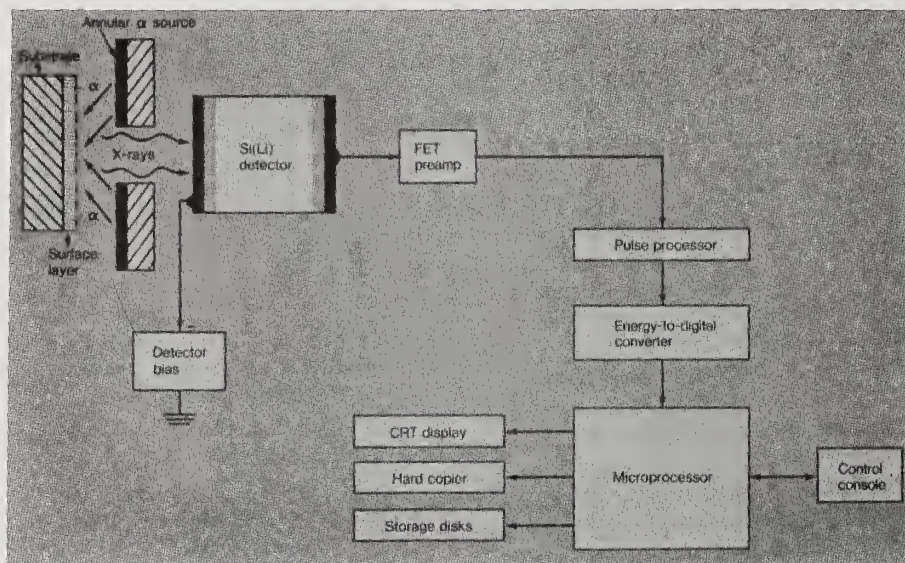 Annular α source
Substrate
α
X-rays
α
Surface
layer
Si(Li)
detector
FET
preamp
Pulse processor
Energy-to-digital
converter
Detector
bias
CRT display
Hard copier
Storage disks
Microprocessor
Control
console